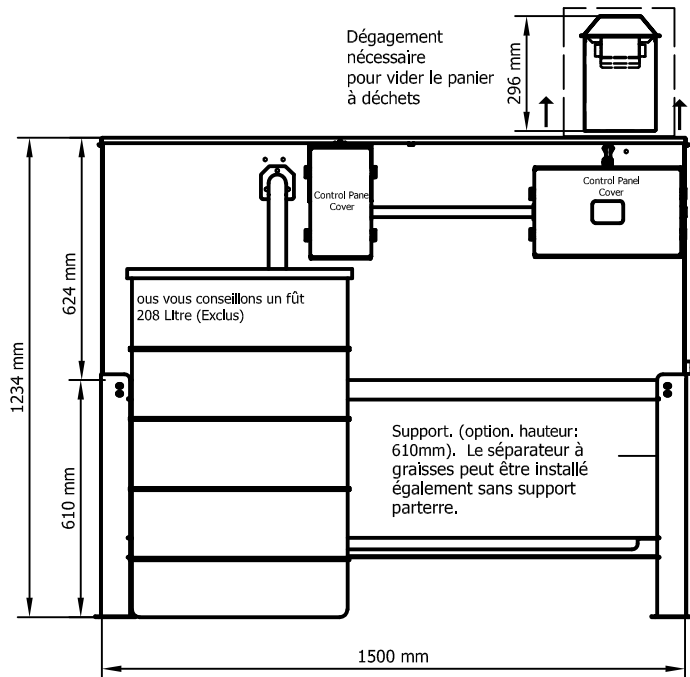 Dégagement
nécessaire
pour vider le panier
à déchets
296 mm
Control Pane
Cover
Control Panel
Cover
624 mm
1234 mm
ous vous conseillons un fût
208 LItre (Exclus)
610 mm
Support. (option. hauteur:
610mm). Le séparateur à
graisses peut être installé
également sans support
parterre.
1500 mm